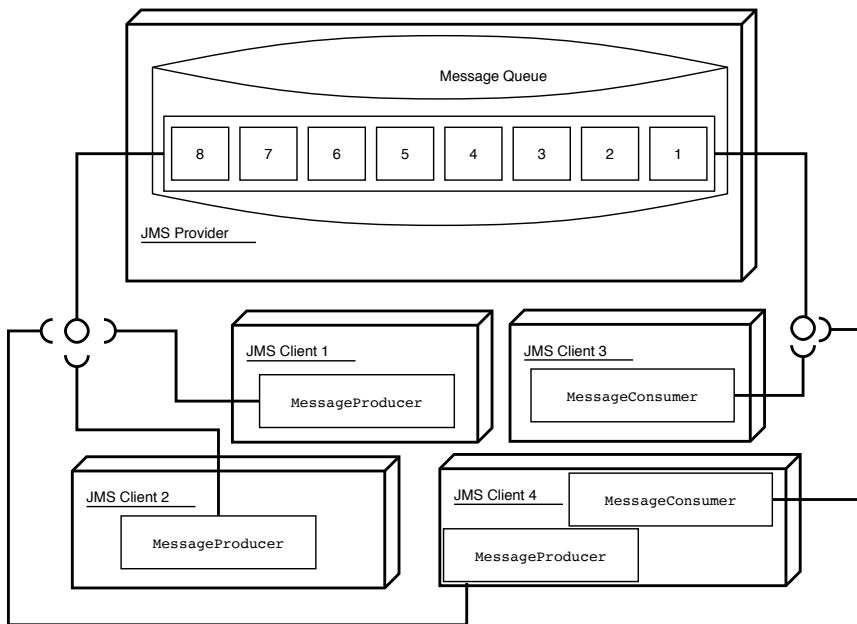 Message Queue
8 7 6 5 4 3 2 1
JMS Provider
JMS Client 1
MessageProducer
JMS Client 3
MessageConsumer
JMS Client 2
MessageProducer
JMS Client 4
MessageConsumer
MessageProducer